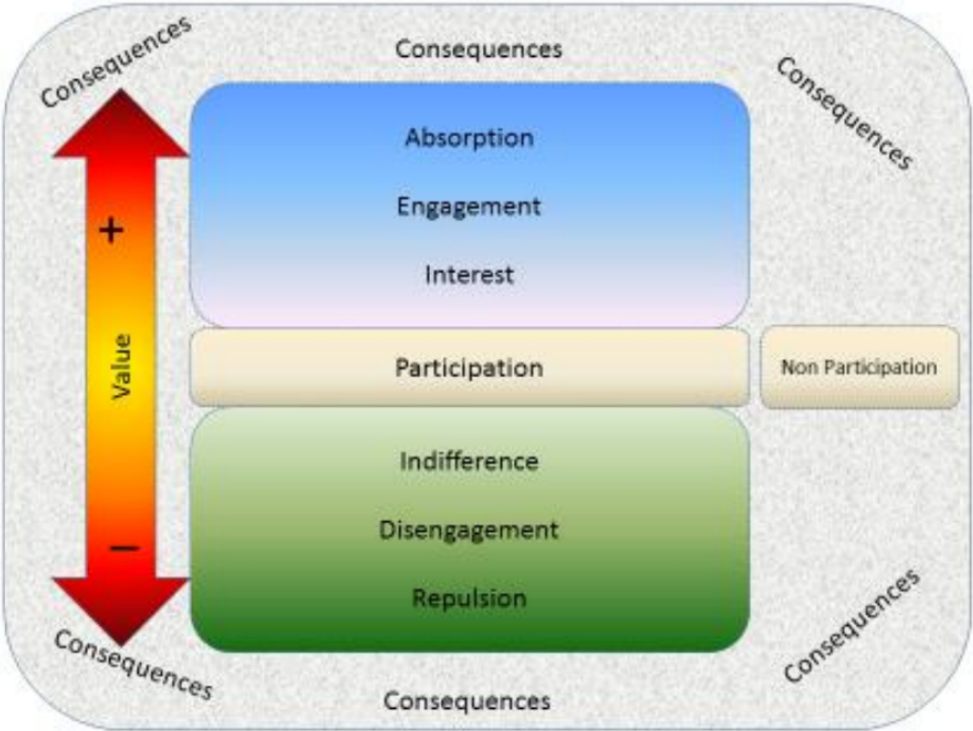 Consequences
Consequences
Consequences
Absorption
Engagement
Interest
+
Value
–
Participation
Non Participation
Indifference
Disengagement
Repulsion
Consequences
Consequences
Consequences